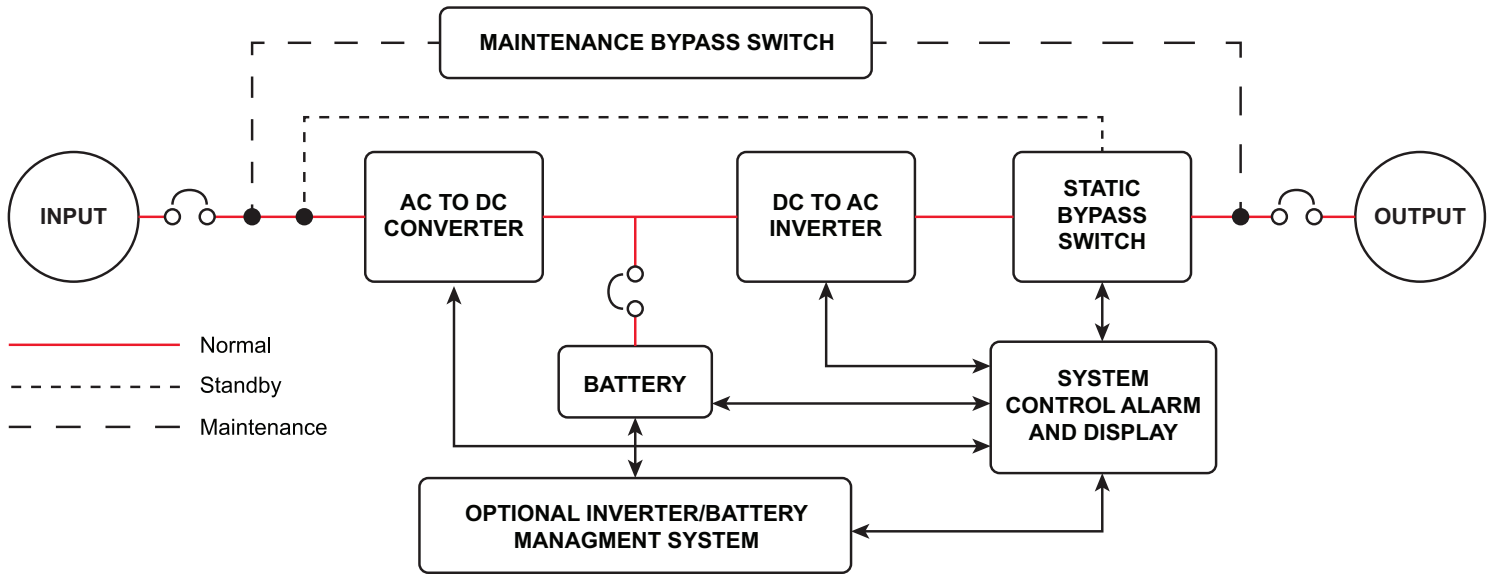 MAINTENANCE BYPASS SWITCH
INPUT
AC TO DC
CONVERTER
DC TO AC
INVERTER
STATIC
BYPASS
SWITCH
OUTPUT
Normal
Standby
Maintenance
BATTERY
SYSTEM
CONTROL ALARM
AND DISPLAY
OPTIONAL INVERTER/BATTERY
MANAGMENT SYSTEM